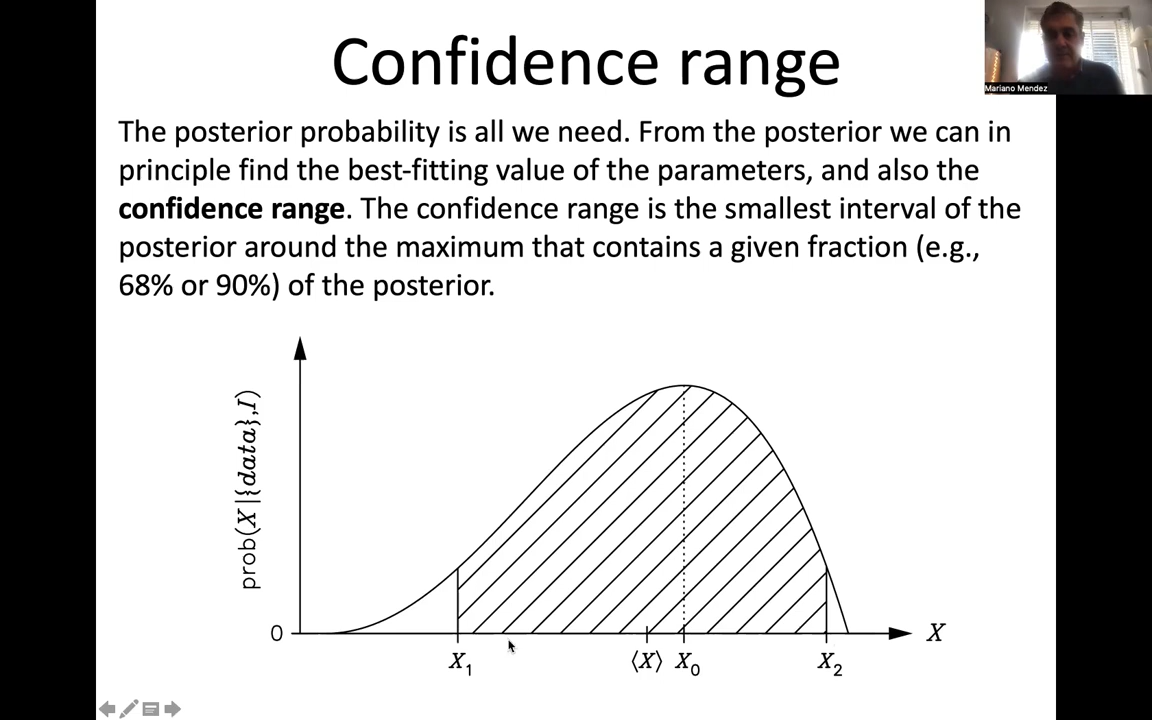 Confidence range
Mariano Mendez
The posterior probability is all we need. From the posterior we can in
principle find the best-fitting value of the parameters, and also the
confidence range. The confidence range is the smallest interval of the
posterior around the maximum that contains a given fraction (e.g.,
68% or 90%) of the posterior.
prob(X|{data},I)
0
X
X₁
⟨X⟩
X₀
X₂